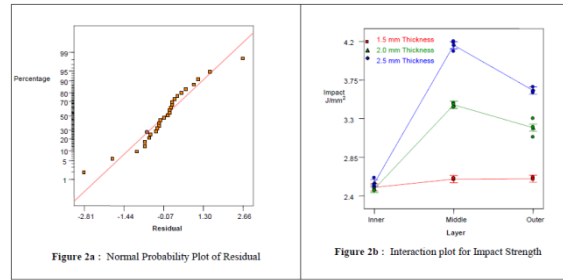 Percentage
99
95
90
80
70
50
30
20
10
5
1
-2.81
-1.44
-0.07
1.30
2.66
Residual
Figure 2a : Normal Probability Plot of Residual
1.5 mm Thickness
2.0 mm Thickness
2.5 mm Thickness
Impact
J/mm²
4.2
3.75
3.3
2.85
2.4
Inner
Middle
Outer
Layer
Figure 2b : Interaction plot for Impact Strength